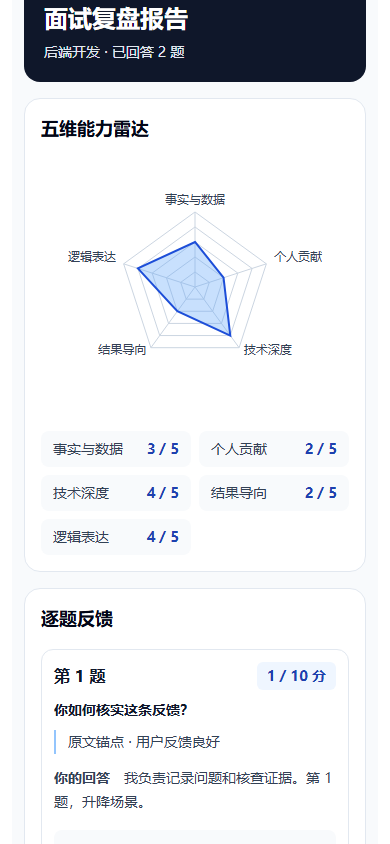 面试复盘报告
后端开发 · 已回答 2 题
五维能力雷达
事实与数据
逻辑表达
个人贡献
结果导向
技术深度
事实与数据 3 / 5
个人贡献 2 / 5
技术深度 4 / 5
结果导向 2 / 5
逻辑表达 4 / 5
逐题反馈
第 1 题 1 / 10 分
你如何核实这条反馈?
原文锚点 · 用户反馈良好
你的回答 我负责记录问题和核查证据。第 1
题，升降场景。